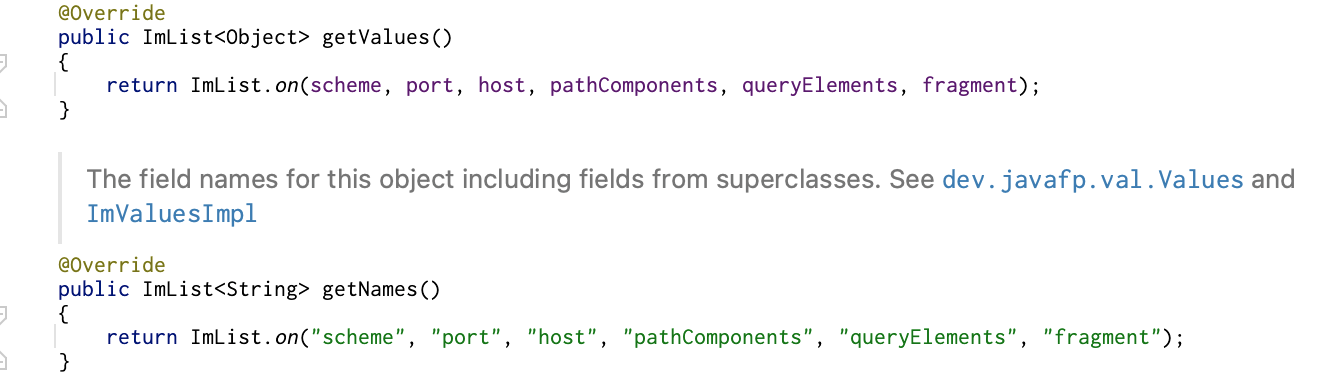 @Override
public ImList<Object> getValues()
{
return ImList.on(scheme, port, host, pathComponents, queryElements, fragment);
}
The field names for this object including fields from superclasses. See dev.javafp.val.Values and
ImValuesImpl
@Override
public ImList<String> getNames()
{
return ImList.on("scheme", "port", "host", "pathComponents", "queryElements", "fragment");
}